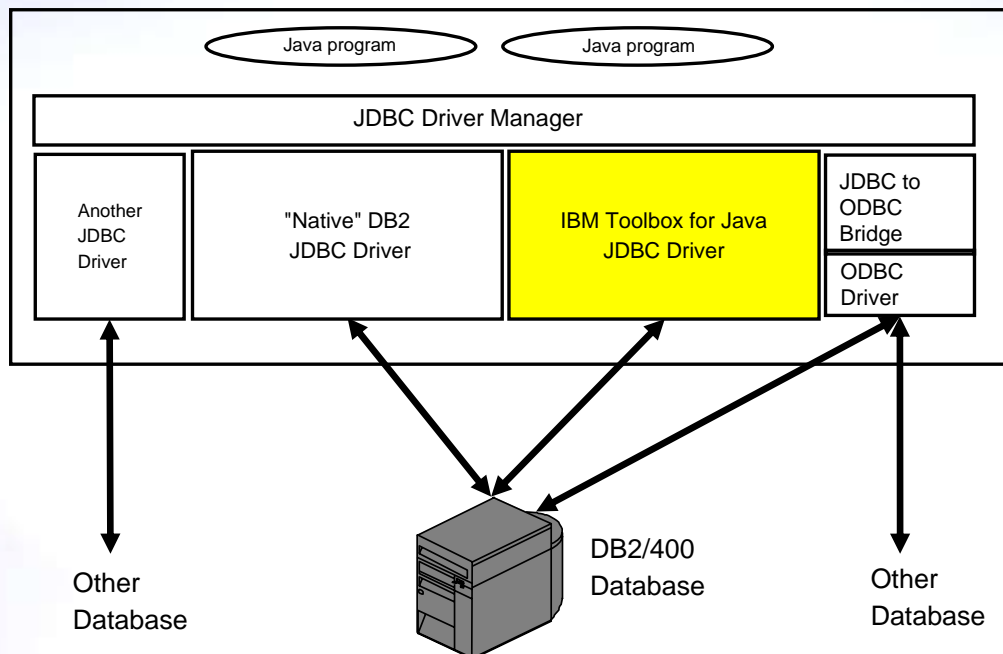 Java program
Java program
JDBC Driver Manager
Another
JDBC
Driver
"Native" DB2
JDBC Driver
IBM Toolbox for Java
JDBC Driver
JDBC to
ODBC
Bridge
ODBC
Driver
Other
Database
DB2/400
Database
Other
Database